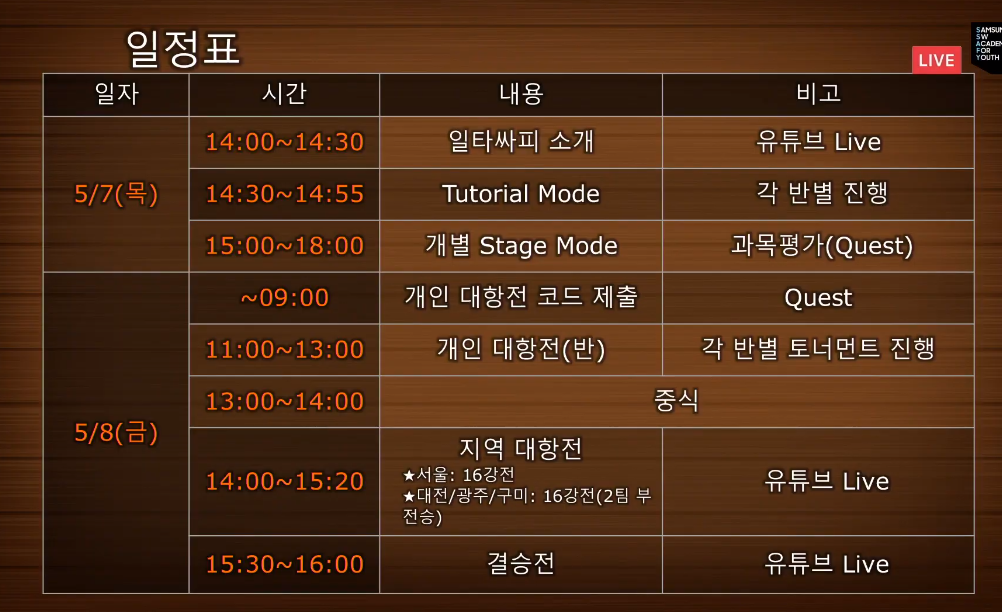 일정표
LIVE
SAMSUN
SW
ACADEM
FOR
YOUTH
일자 시간 내용 비고
5/7(목) 14:00~14:30 일타싸피 소개 유튜브 Live
14:30~14:55 Tutorial Mode 각 반별 진행
15:00~18:00 개별 Stage Mode 과목평가(Quest)
5/8(금) ~09:00 개인 대항전 코드 제출 Quest
11:00~13:00 개인 대항전(반) 각 반별 토너먼트 진행
13:00~14:00 중식
14:00~15:20 지역 대항전 유튜브 Live
★서울: 16강전
★대전/광주/구미: 16강전(2팀 부
전승)
15:30~16:00 결승전 유튜브 Live